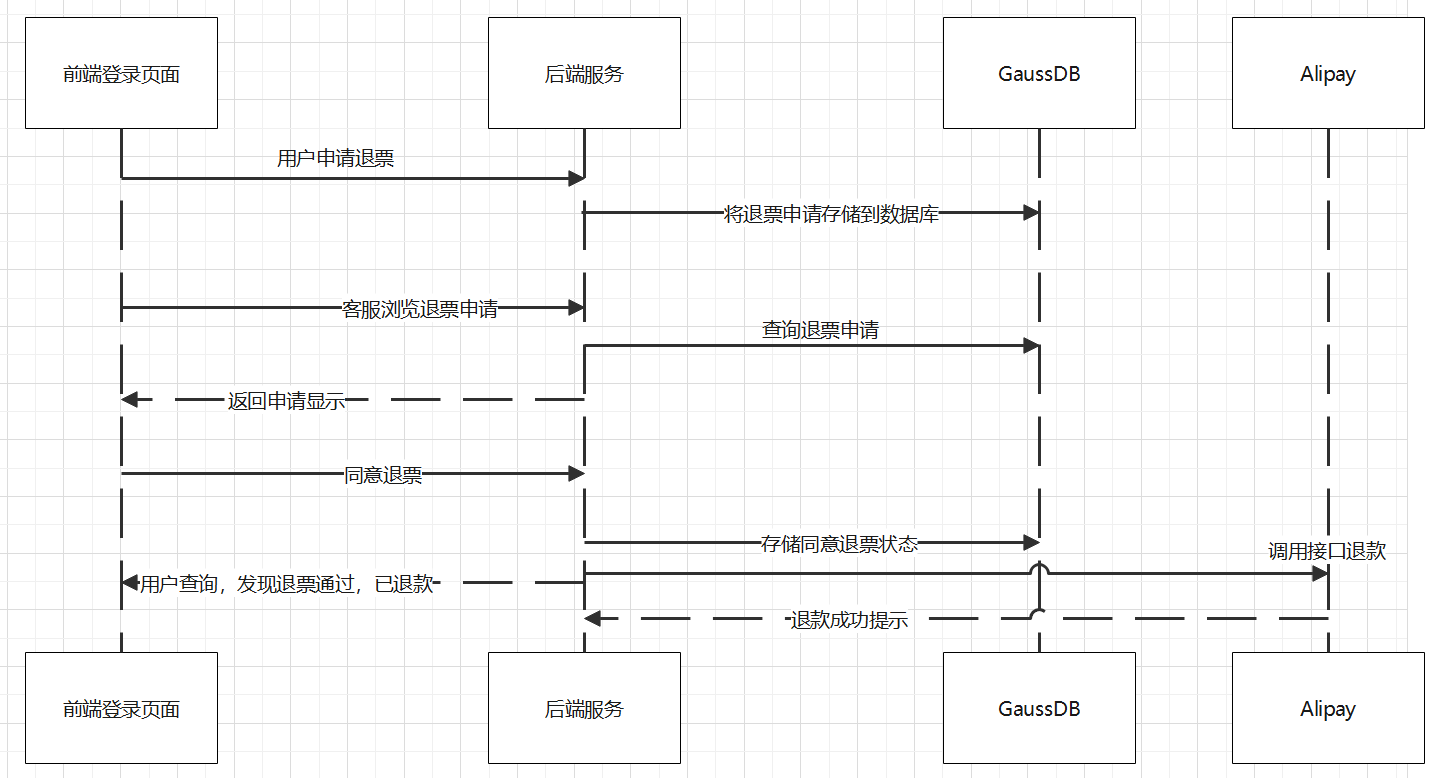 前端登录页面
后端服务
GaussDB
Alipay
用户申请退票
将退票申请存储到数据库
客服浏览退票申请
查询退票申请
返回申请显示
同意退票
存储同意退票状态
调用接口退款
用户查询，发现退票通过，已退款
退款成功提示
前端登录页面
后端服务
GaussDB
Alipay